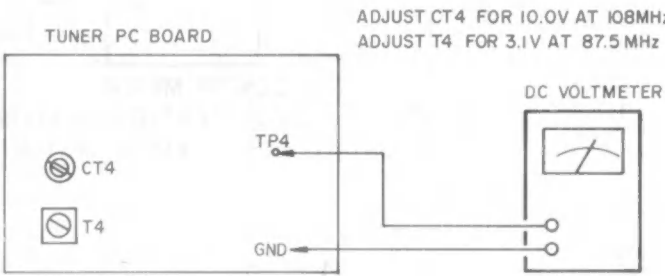 ADJUST CT4 FOR 10.0V AT 108MHz
TUNER PC BOARD
ADJUST T4 FOR 3.1V AT 87.5 MHz
DC VOLTMETER
TP4
CT4
T4
GND